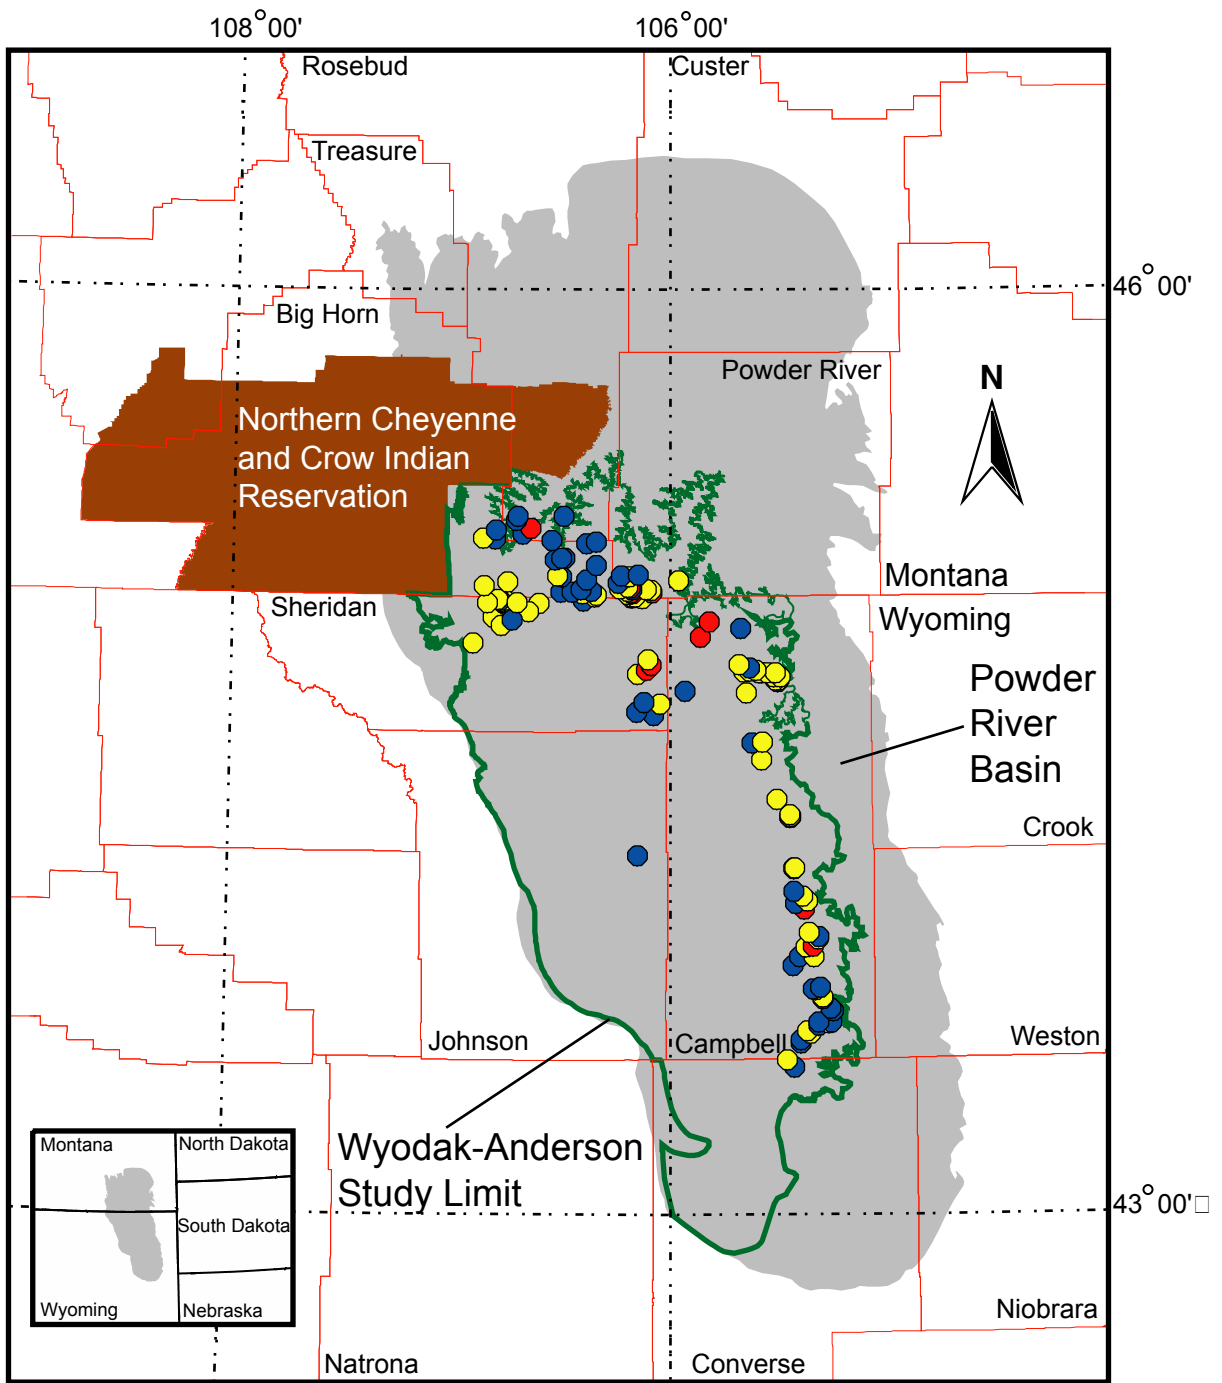 108°00'
106°00'
Rosebud
Custer
Treasure
46°00'
Big Horn
Powder River
N
Northern Cheyenne
and Crow Indian
Reservation
Montana
Sheridan
Wyoming
Powder
River
Basin
Crook
Johnson
Campbell
Weston
Wyodak-Anderson
Study Limit
43°00'□
Montana
North Dakota
South Dakota
Wyoming
Nebraska
Niobrara
Natrona
Converse